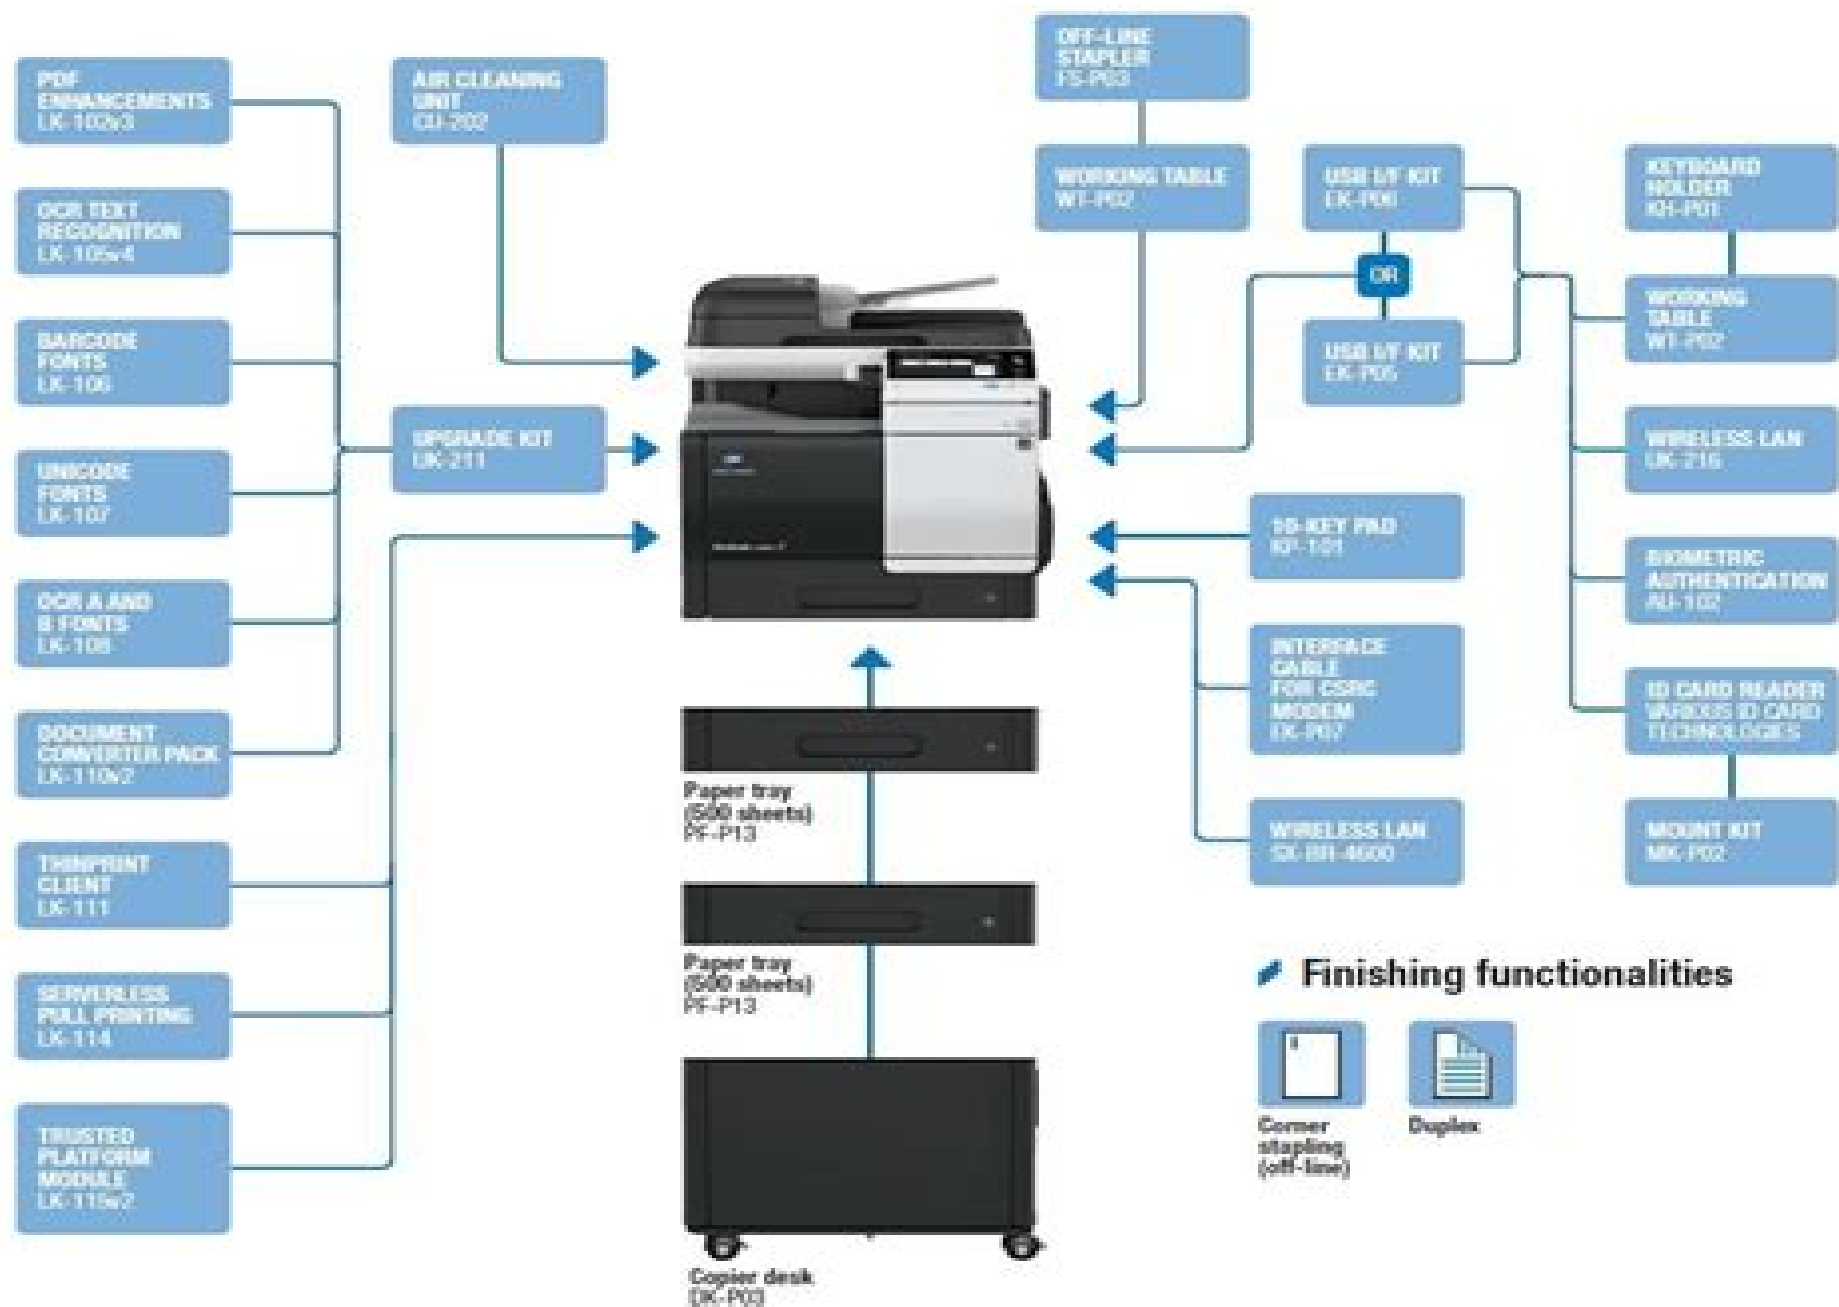 PDF
ENHANCEMENTS
LK-102v3
OCR TEXT
RECOGNITION
LK-105v4
BARCODE
FONTS
LK-106
UNICODE
FONTS
LK-107
OCR A AND
B FONTS
LK-108
DOCUMENT
CONVERTER PACK
LK-110v2
THINPRINT
CLIENT
LK-111
SERVERLESS
PULL PRINTING
LK-114
TRUSTED
PLATFORM
MODULE
LK-115v2
AIR CLEANING
UNIT
CU-202
UPGRADE KIT
UK-211
Paper tray
(500 sheets)
PF-P13
Paper tray
(500 sheets)
PF-P13
Copier desk
DK-P03
OFF-LINE
STAPLER
FS-P03
WORKING TABLE
WT-P02
USB I/F KIT
EK-P06
OR
USB I/F KIT
EK-P05
10-KEY PAD
KP-101
INTERFACE
CABLE
FOR CSRC
MODEM
EK-P07
WIRELESS LAN
SX-BR-4600
KEYBOARD
HOLDER
KH-P01
WORKING
TABLE
WT-P02
WIRELESS LAN
UK-216
BIOMETRIC
AUTHENTICATION
AU-102
ID CARD READER
VARIOUS ID CARD
TECHNOLOGIES
MOUNT KIT
MK-P02
Finishing functionalities
Corner
stapling
(off-line)
Duplex